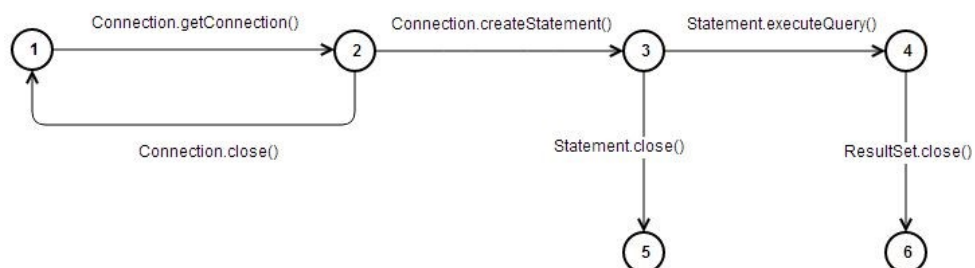 Connection.getConnection()
Connection.createStatement()
Statement.executeQuery()
1
2
3
4
Connection.close()
Statement.close()
ResultSet.close()
5
6